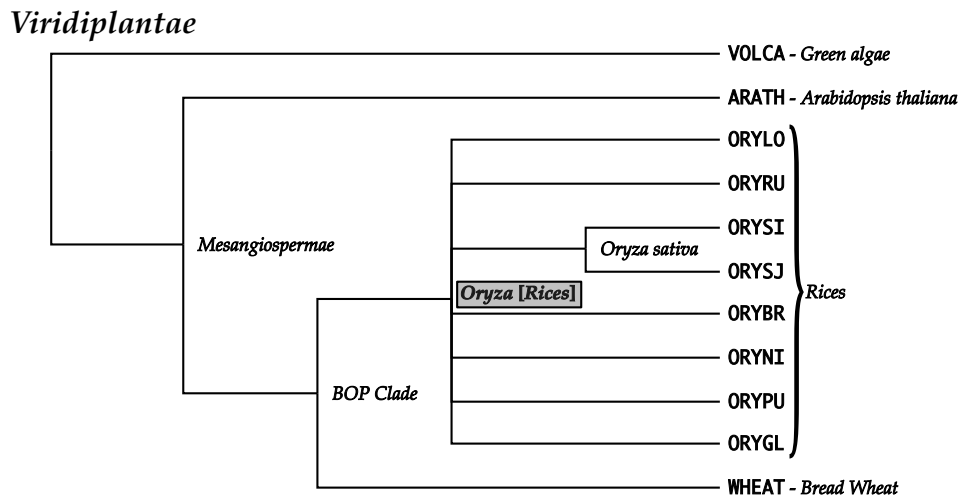 Viridiplantae
VOLCA - Green algae
ARATH - Arabidopsis thaliana
ORYLO
ORYRU
ORYSI
Mesangiospermae
Oryza sativa
ORYSJ
Oryza [Rices]
Rices
ORYBR
ORYNI
BOP Clade
ORYPU
ORYGL
WHEAT - Bread Wheat